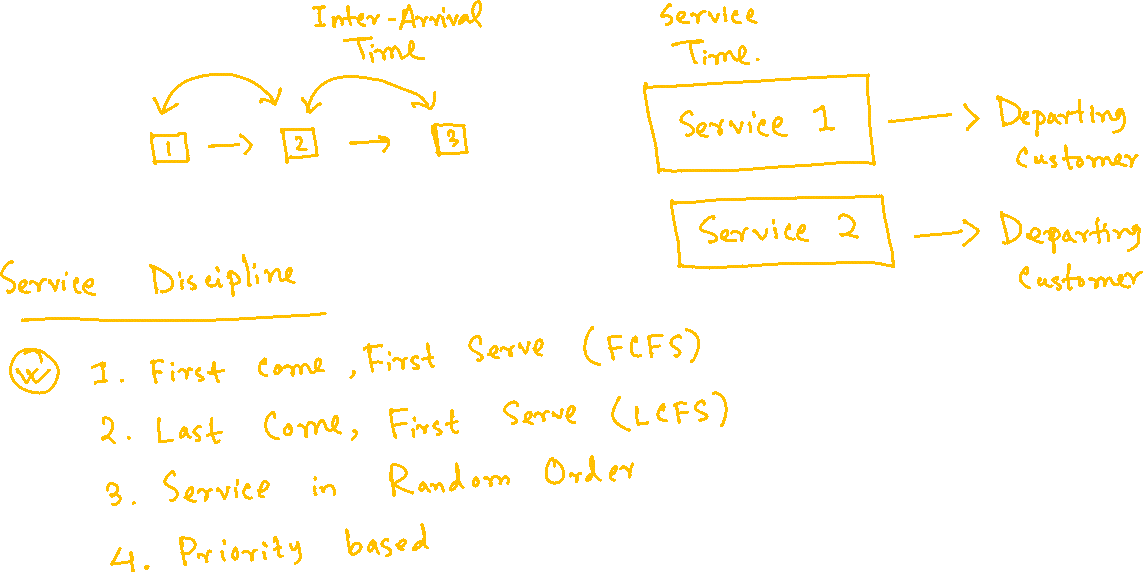 Inter-Arrival
Time
1 2 3
Service
Time.
Service 1
Departing
Customer
Service 2
Departing
Customer
Service Discipline
W 1. First Come, First Serve (FCFS)
2. Last Come, First Serve (LCFS)
3. Service in Random Order
4. Priority based